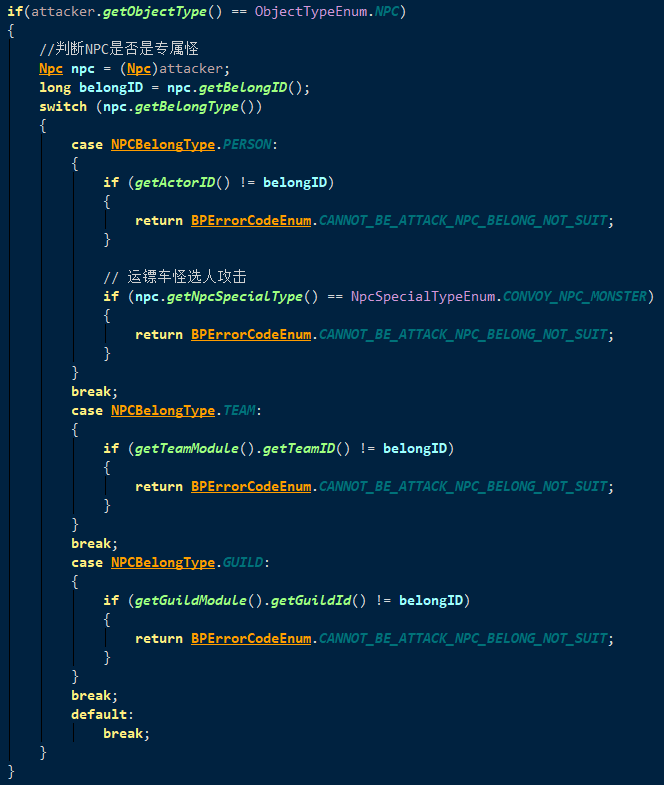 if(attacker.getObjectType() == ObjectTypeEnum.NPC)
{
//判断NPC是否是专属怪
Npc npc = (Npc)attacker;
long belongID = npc.getBelongID();
switch (npc.getBelongType())
{
case NPCBelongType.PERSON:
{
if (getActorID() != belongID)
{
return BPErrorCodeEnum.CANNOT_BE_ATTACK_NPC_BELONG_NOT_SUIT;
}
// 运镖车怪选人攻击
if (npc.getNpcSpecialType() == NpcSpecialTypeEnum.CONVOY_NPC_MONSTER)
{
return BPErrorCodeEnum.CANNOT_BE_ATTACK_NPC_BELONG_NOT_SUIT;
}
}
break;
case NPCBelongType.TEAM:
{
if (getTeamModule().getTeamID() != belongID)
{
return BPErrorCodeEnum.CANNOT_BE_ATTACK_NPC_BELONG_NOT_SUIT;
}
}
break;
case NPCBelongType.GUILD:
{
if (getGuildModule().getGuildId() != belongID)
{
return BPErrorCodeEnum.CANNOT_BE_ATTACK_NPC_BELONG_NOT_SUIT;
}
}
break;
default:
break;
}
}